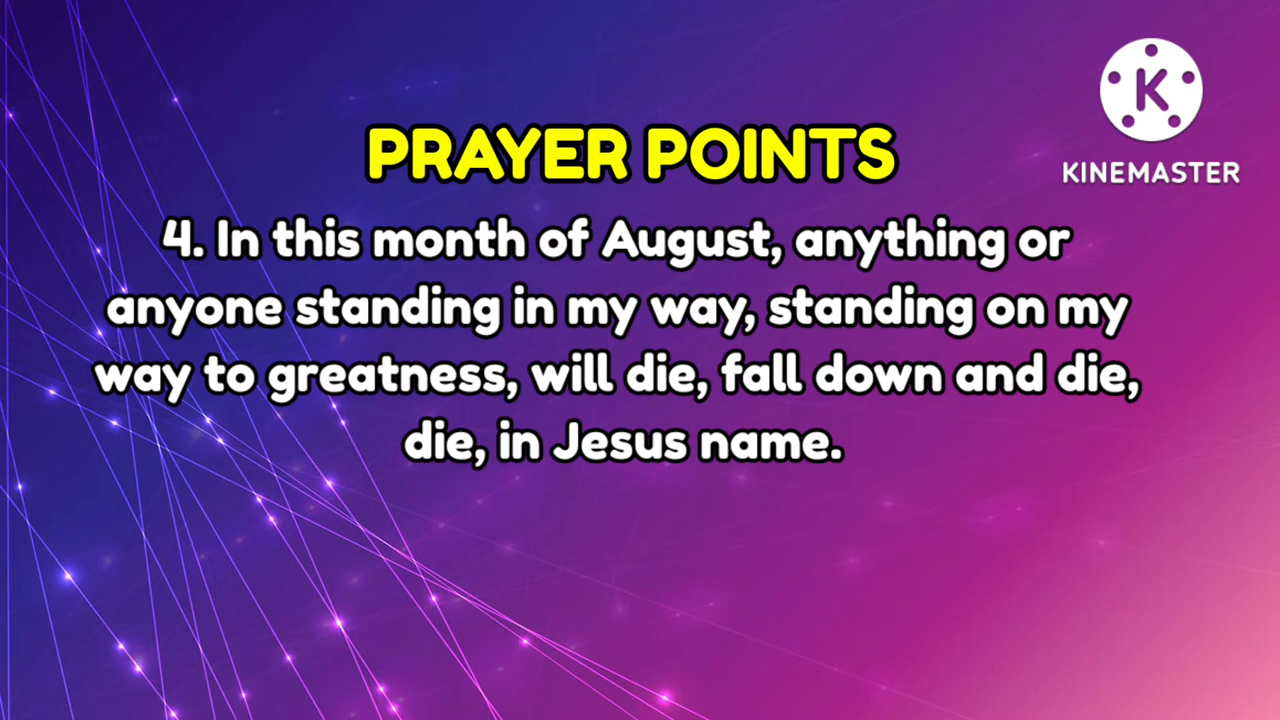 PRAYER POINTS
K
KINEMASTER
4. In this month of August, anything or
anyone standing in my way, standing on my
way to greatness, will die, fall down and die,
die, in Jesus name.